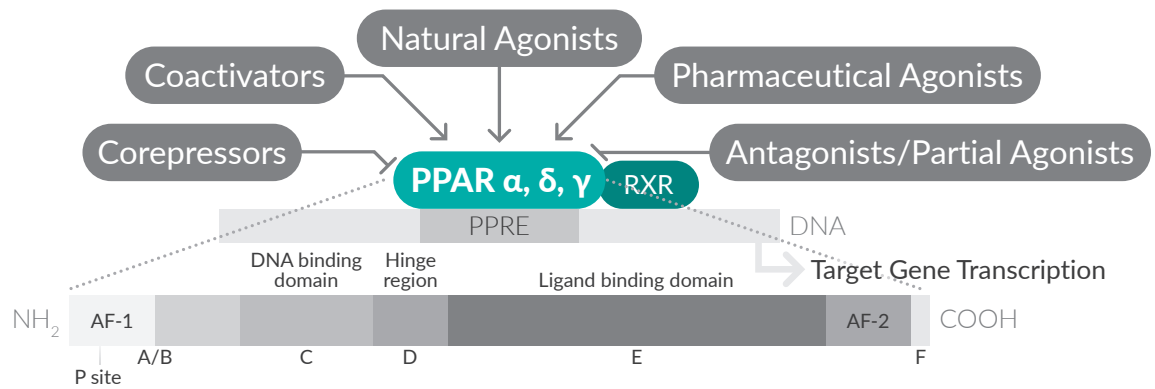 Natural Agonists
Coactivators
Pharmaceutical Agonists
Corepressors
Antagonists/Partial Agonists
PPAR α, δ, γ
RXR
PPRE
DNA
Target Gene Transcription
DNA binding
domain
Hinge
region
Ligand binding domain
NH2
AF-1
AF-2
COOH
A/B
C
D
E
F
P site